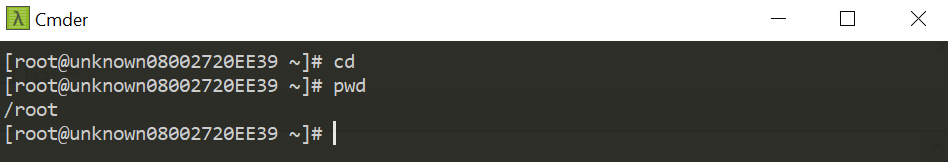 λ Cmder
[root@unknown08002720EE39 ~]# cd
[root@unknown08002720EE39 ~]# pwd
/root
[root@unknown08002720EE39 ~]#